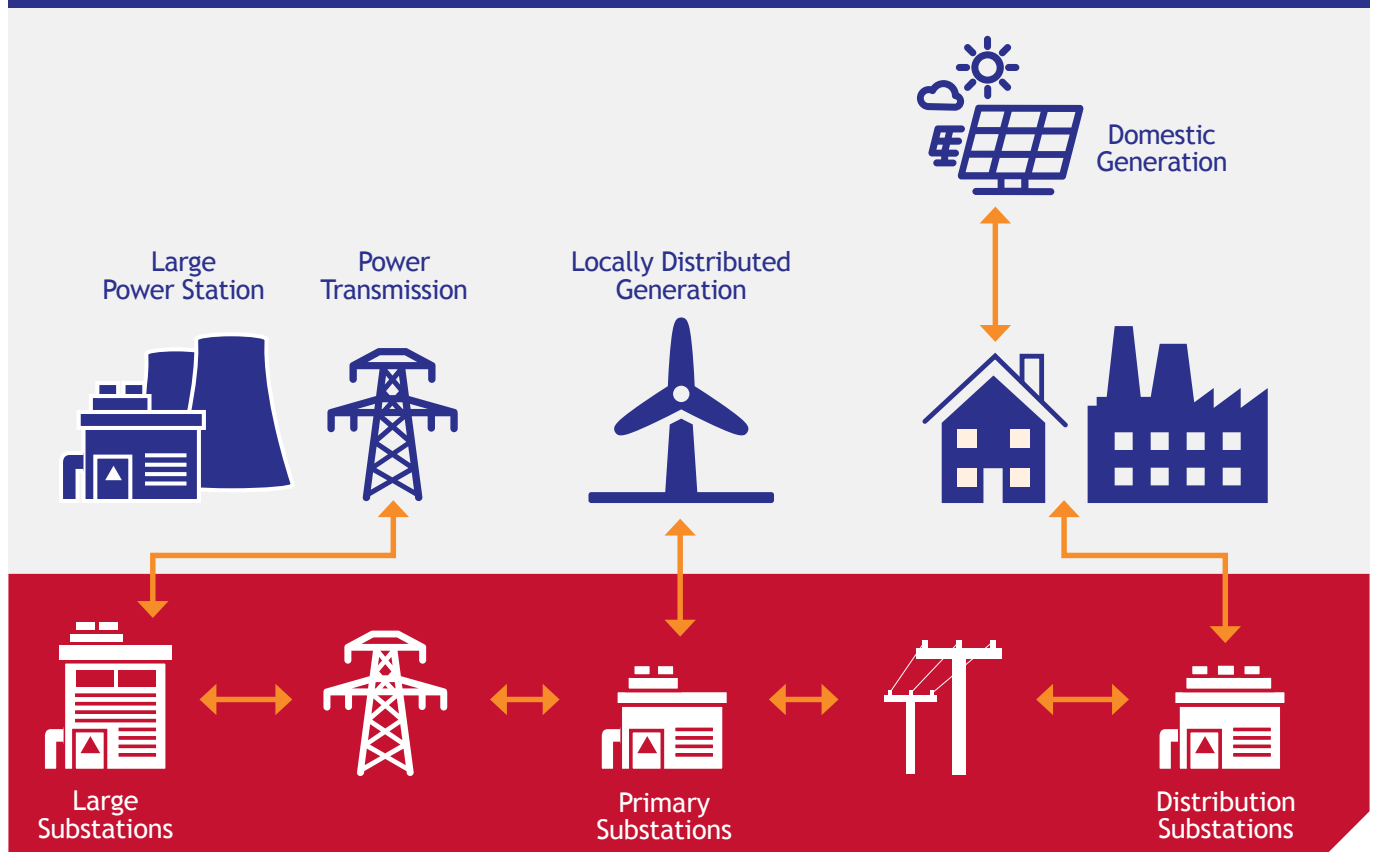 Domestic
Generation
Large
Power Station
Power
Transmission
Locally Distributed
Generation
Large
Substations
Primary
Substations
Distribution
Substations